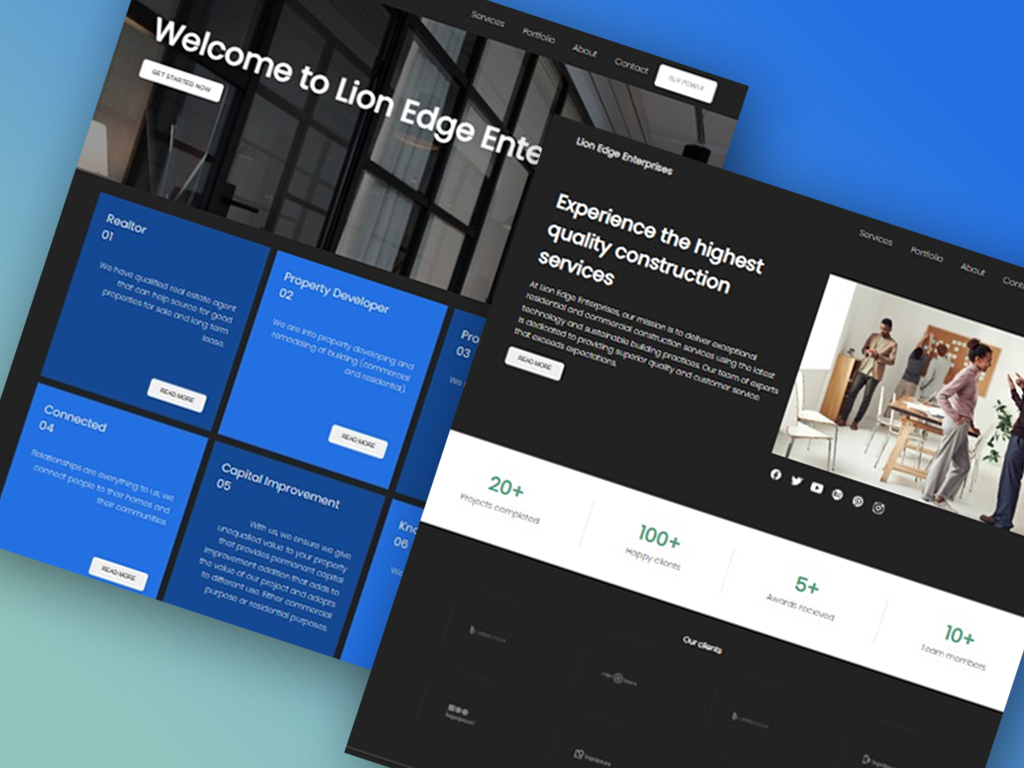 Services
Portfolio
About
Contact
BUY POWER
Welcome to Lion Edge Ente
GET STARTED NOW
Realtor
01
We have qualified real estate agent
that can help source for good
properties for sale and long term
lease.
READ MORE
Property Developer
02
We are into property developing and
remodeling of building (commercial
and residential).
READ MORE
Pro
03
We
Connected
04
Relationships are everything to us; we
connect people to their homes and
their communities
READ MORE
Capital Improvement
05
With us, we ensure we give
unequalled value to your property
that provides permanent capital
improvement addition that adds to
the value of our project and adapts
to different use. Either commercial
purpose or residential purposes.
Kno
06
We
Lion Edge Enterprises
Services
Portfolio
About
Conta
Experience the highest
quality construction
services
At Lion Edge Enterprises, our mission is to deliver exceptional
residential and commercial construction services using the latest
technology and sustainable building practices. Our team of experts
is dedicated to providing superior quality and customer service
that exceeds expectations.
READ MORE
20+
Projects completed
100+
Happy clients
5+
Awards recieved
10+
Team members
Our clients
logoipsum